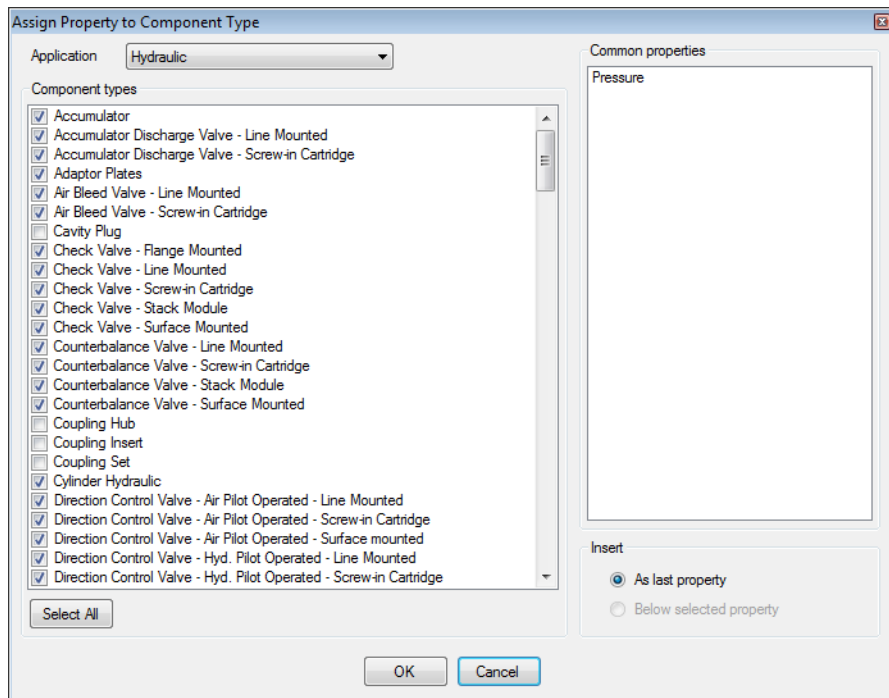 Assign Property to Component Type
Application Hydraulic
Component types
Accumulator
Accumulator Discharge Valve - Line Mounted
Accumulator Discharge Valve - Screw-in Cartridge
Adaptor Plates
Air Bleed Valve - Line Mounted
Air Bleed Valve - Screw-in Cartridge
Cavity Plug
Check Valve - Flange Mounted
Check Valve - Line Mounted
Check Valve - Screw-in Cartridge
Check Valve - Stack Module
Check Valve - Surface Mounted
Counterbalance Valve - Line Mounted
Counterbalance Valve - Screw-in Cartridge
Counterbalance Valve - Stack Module
Counterbalance Valve - Surface Mounted
Coupling Hub
Coupling Insert
Coupling Set
Cylinder Hydraulic
Direction Control Valve - Air Pilot Operated - Line Mounted
Direction Control Valve - Air Pilot Operated - Screw-in Cartridge
Direction Control Valve - Air Pilot Operated - Surface mounted
Direction Control Valve - Hyd. Pilot Operated - Line Mounted
Direction Control Valve - Hyd. Pilot Operated - Screw-in Cartridge
Select All
Common properties
Pressure
Insert
As last property
Below selected property
OK
Cancel